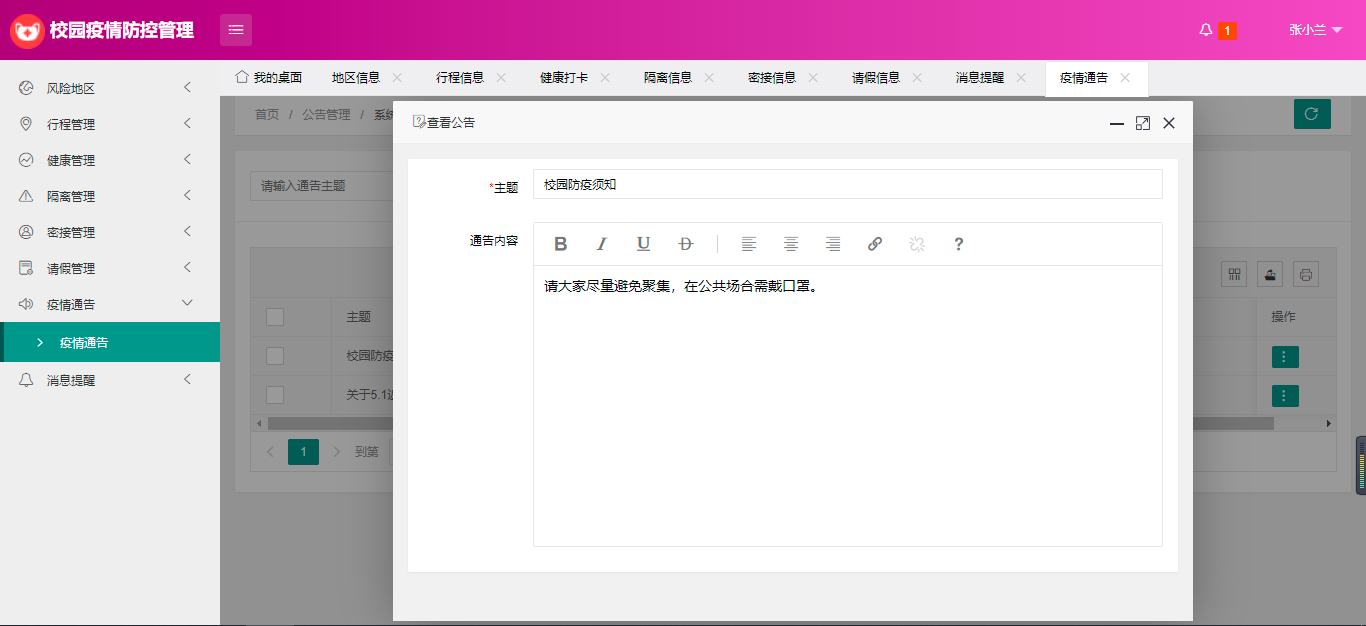 校园疫情防控管理
1
张小兰
我的桌面
地区信息
行程信息
健康打卡
隔离信息
密接信息
请假信息
消息提醒
疫情通告
风险地区
行程管理
健康管理
隔离管理
密接管理
请假管理
疫情通告
疫情通告
消息提醒
首页 / 公告管理 / 系统
请输入通告主题
主题
校园防疫
关于5.1
操作
1
到第
查看公告
*主题
校园防疫须知
通告内容
B I U D ?
请大家尽量避免聚集，在公共场合需戴口罩。